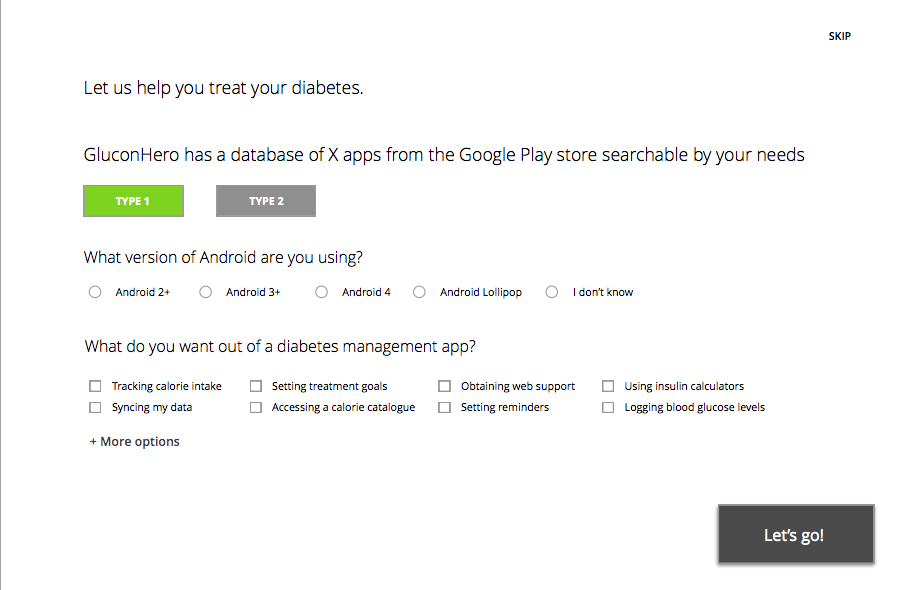 SKIP
Let us help you treat your diabetes.
GluconHero has a database of X apps from the Google Play store searchable by your needs
TYPE 1 TYPE 2
What version of Android are you using?
Android 2+ Android 3+ Android 4 Android Lollipop I don't know
What do you want out of a diabetes management app?
Tracking calorie intake Setting treatment goals Obtaining web support Using insulin calculators
Syncing my data Accessing a calorie catalogue Setting reminders Logging blood glucose levels
+ More options
Let's go!